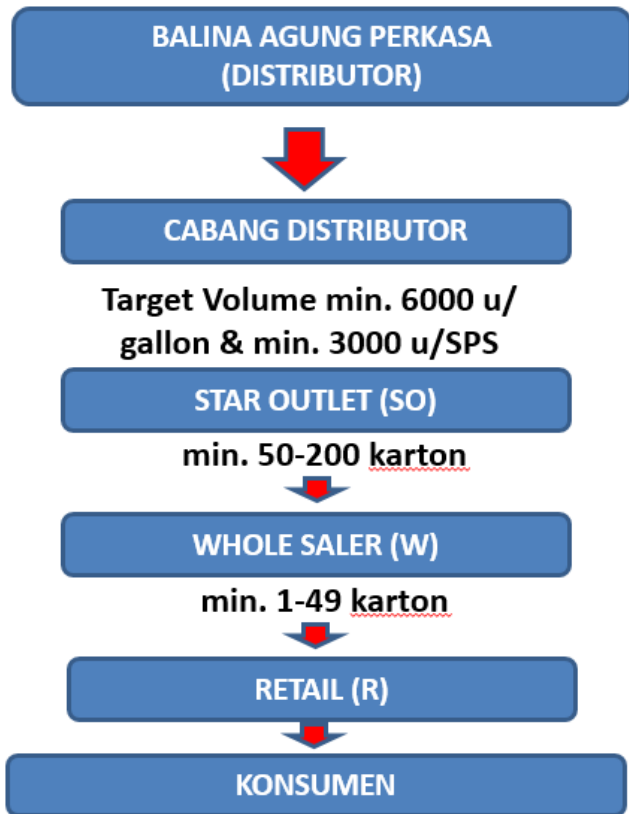 BALINA AGUNG PERKASA
(DISTRIBUTOR)
CABANG DISTRIBUTOR
Target Volume min. 6000 u/
gallon & min. 3000 u/SPS
STAR OUTLET (SO)
min. 50-200 karton
WHOLE SALER (W)
min. 1-49 karton
RETAIL (R)
KONSUMEN